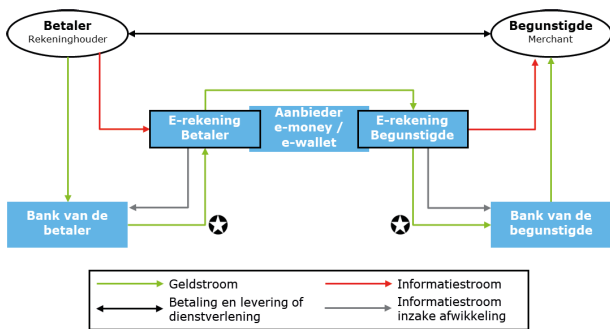 Betaler
Rekeninghouder
Begunstigde
Merchant
E-rekening
Betaler
Aanbieder
e-money /
e-wallet
E-rekening
Begunstigde
Bank van de
betaler
Bank van de
begunstigde
Geldstroom
Informatiestroom
Betaling en levering of
dienstverlening
Informatiestroom
inzake afwikkeling